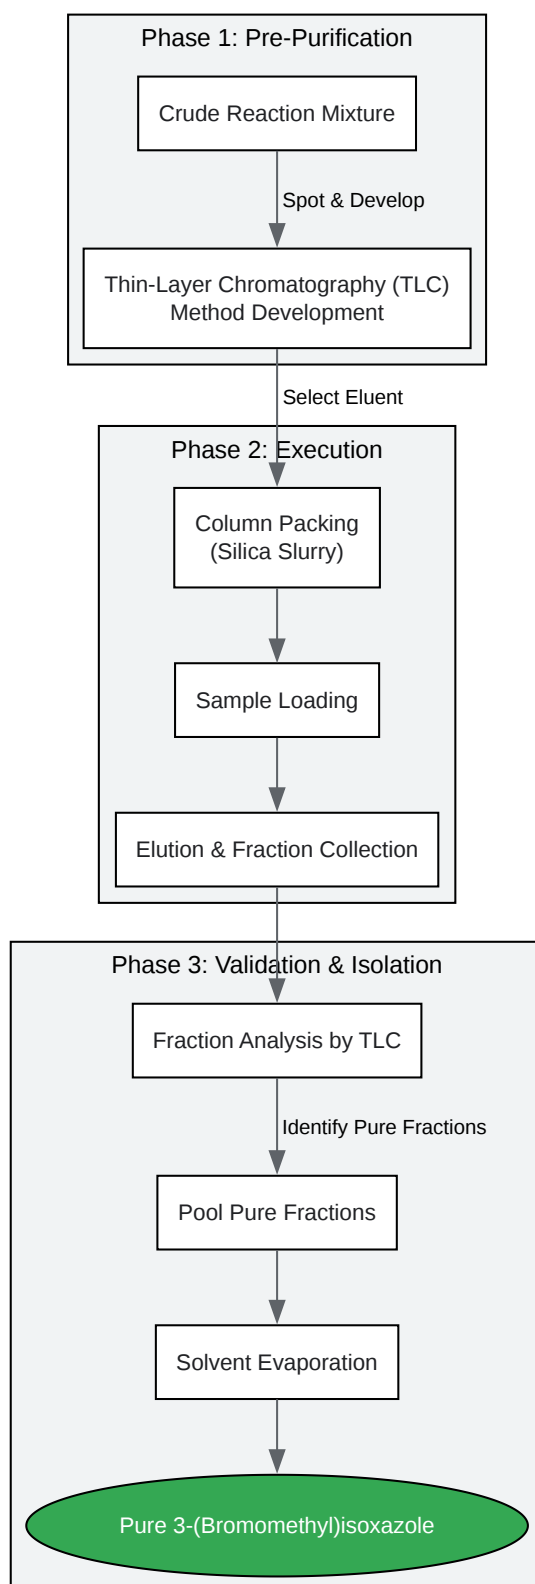 Phase 1: Pre-Purification
Crude Reaction Mixture
Spot & Develop
Thin-Layer Chromatography (TLC)
Method Development
Select Eluent
Phase 2: Execution
Column Packing
(Silica Slurry)
Sample Loading
Elution & Fraction Collection
Phase 3: Validation & Isolation
Fraction Analysis by TLC
Identify Pure Fractions
Pool Pure Fractions
Solvent Evaporation
Pure 3-(Bromomethyl)isoxazole